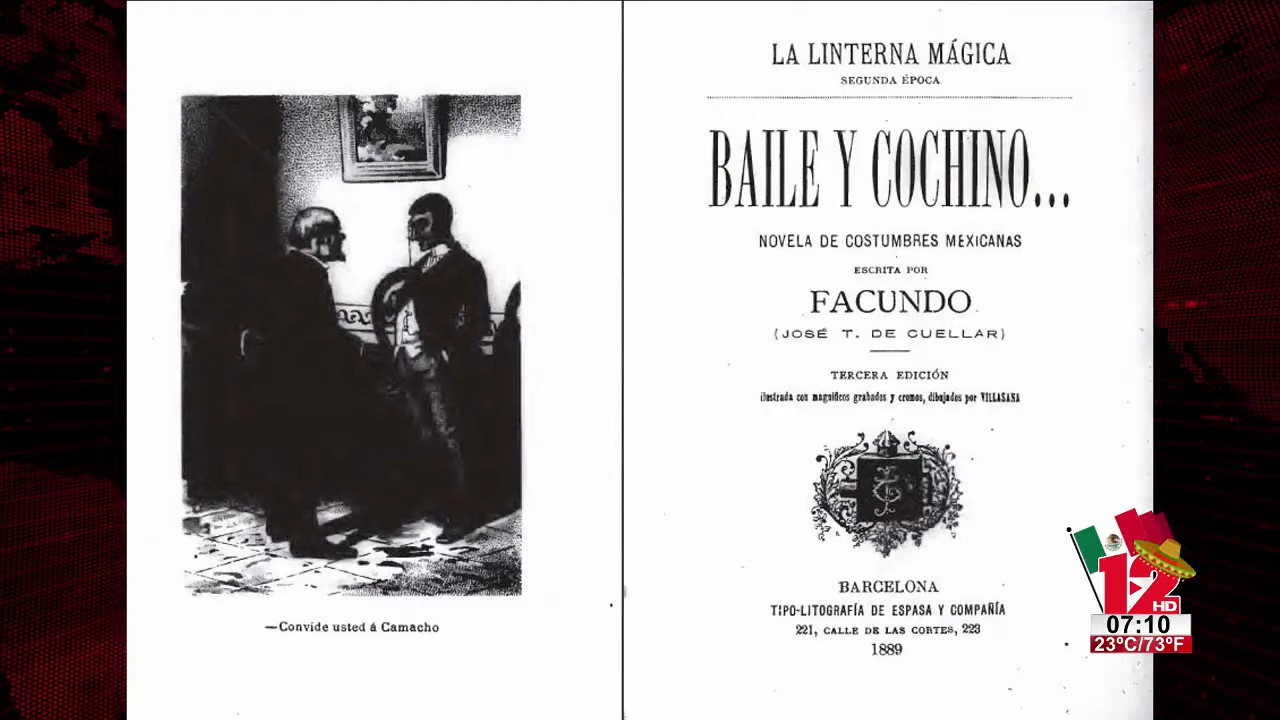 —Convide usted á Camacho
LA LINTERNA MÁGICA
SEGUNDA ÉPOCA
BAILE Y COCHINO...
NOVELA DE COSTUMBRES MEXICANAS
ESCRITA POR
FACUNDO
(JOSÉ T. DE CUELLAR)
TERCERA EDICIÓN
ilustrada con magníficos grabados y cromos, dibujados por VILLASANA
BARCELONA
TIPO-LITOGRAFÍA DE ESPASA Y COMPAÑÍA
221, CALLE DE LAS CORTES, 223
1889
12
HD
07:10
23°C/73°F